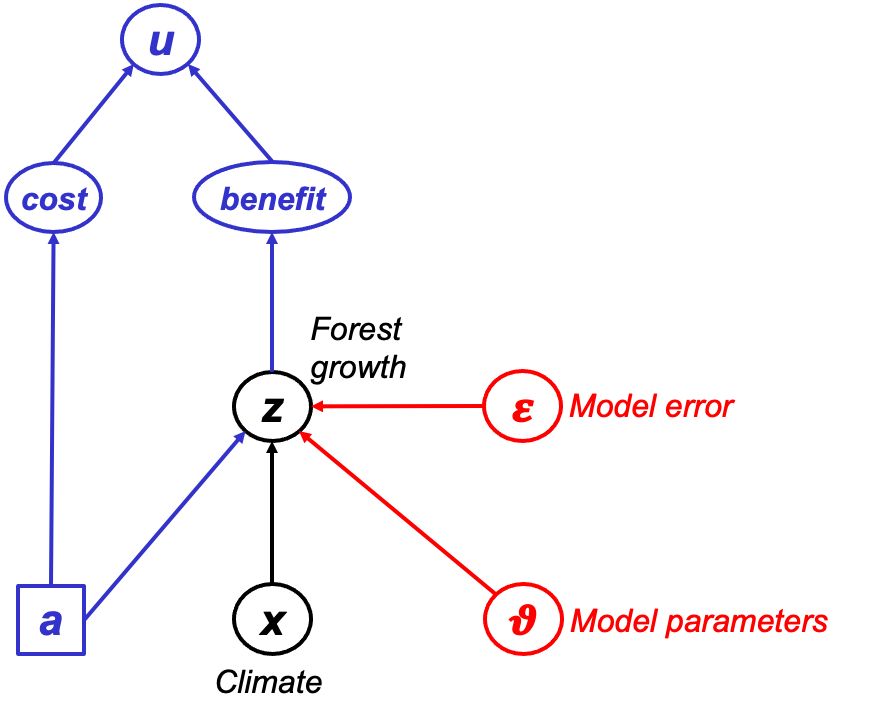 u
cost
benefit
Forest
growth
z
ε
Model error
a
x
ϑ
Model parameters
Climate